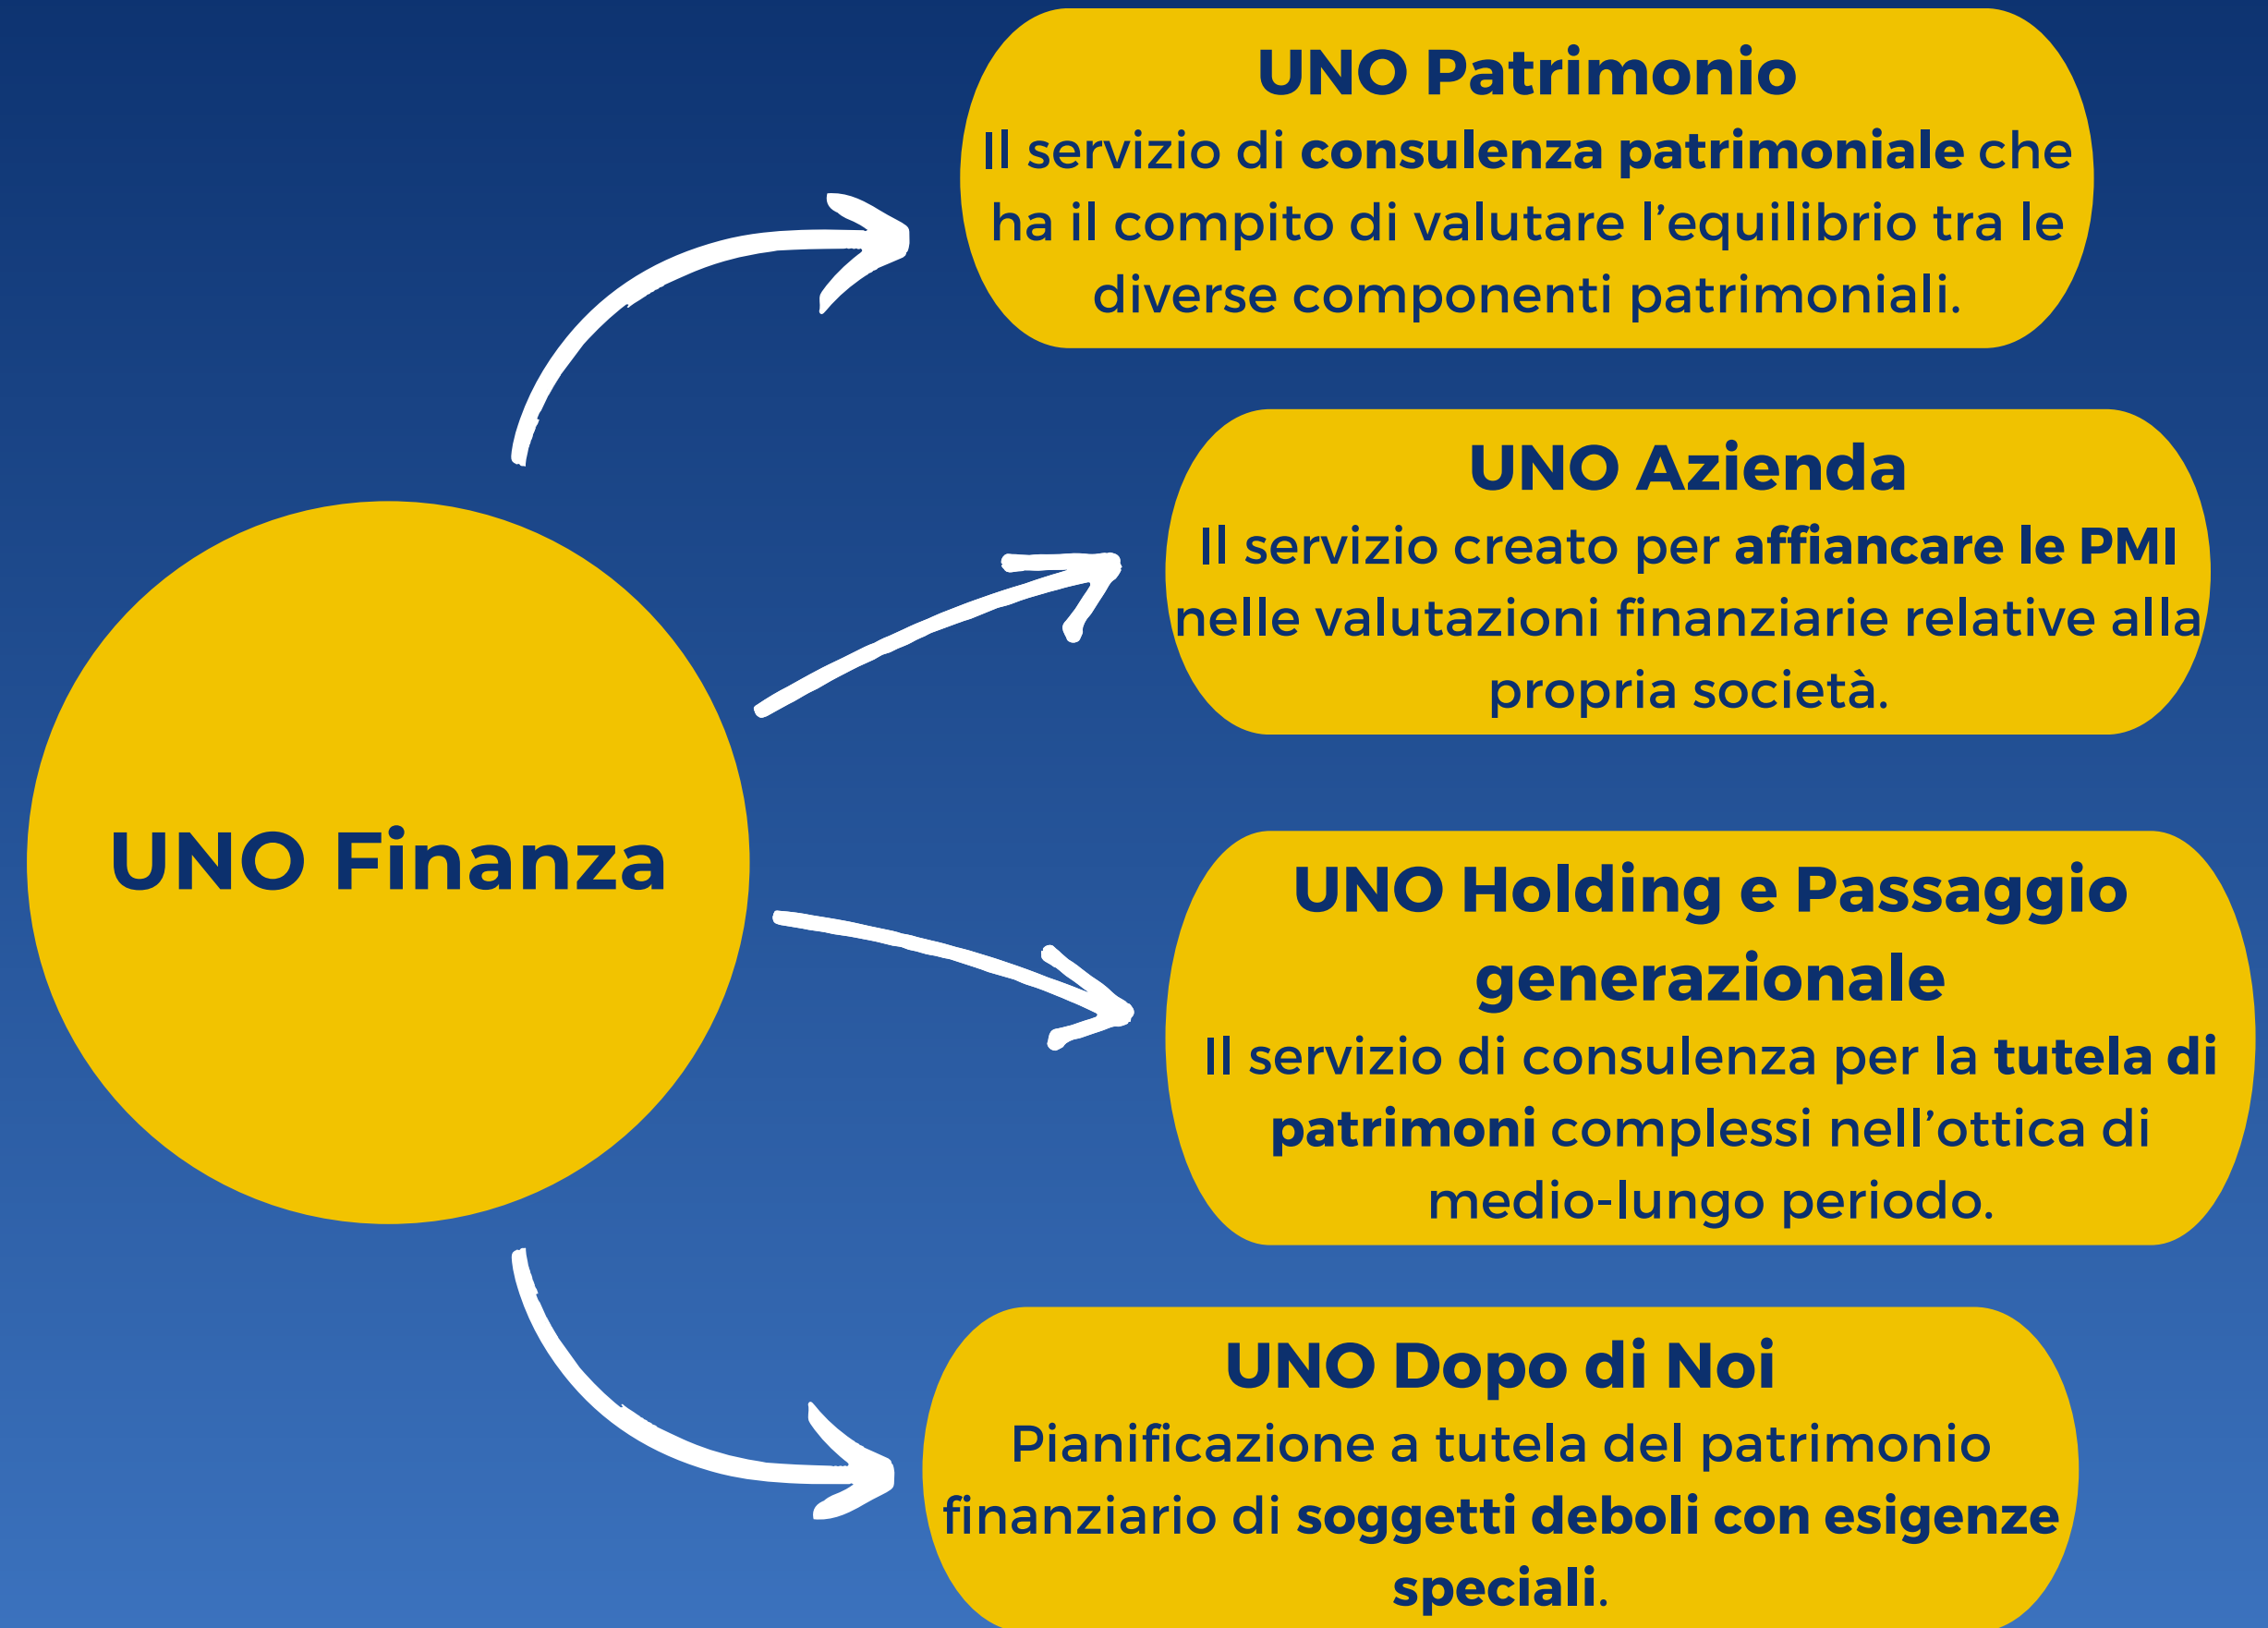 UNO Finanza
UNO Patrimonio
Il servizio di consulenza patrimoniale che
ha il compito di valutare l'equilibrio tra le
diverse componenti patrimoniali.
UNO Azienda
Il servizio creato per affiancare le PMI
nelle valutazioni finanziarie relative alla
propria società.
UNO Holding e Passaggio
generazionale
Il servizio di consulenza per la tutela di
patrimoni complessi nell'ottica di
medio-lungo periodo.
UNO Dopo di Noi
Pianificazione a tutela del patrimonio
finanziario di soggetti deboli con esigenze
speciali.